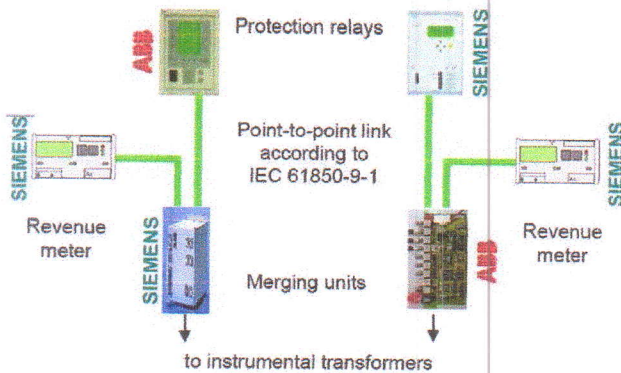 Protection relays
ABB
SIEMENS
SIEMENS
Point-to-point link
according to
IEC 61850-9-1
SIEMENS
Revenue
meter
Revenue
meter
SIEMENS
Merging units
ABB
to instrumental transformers